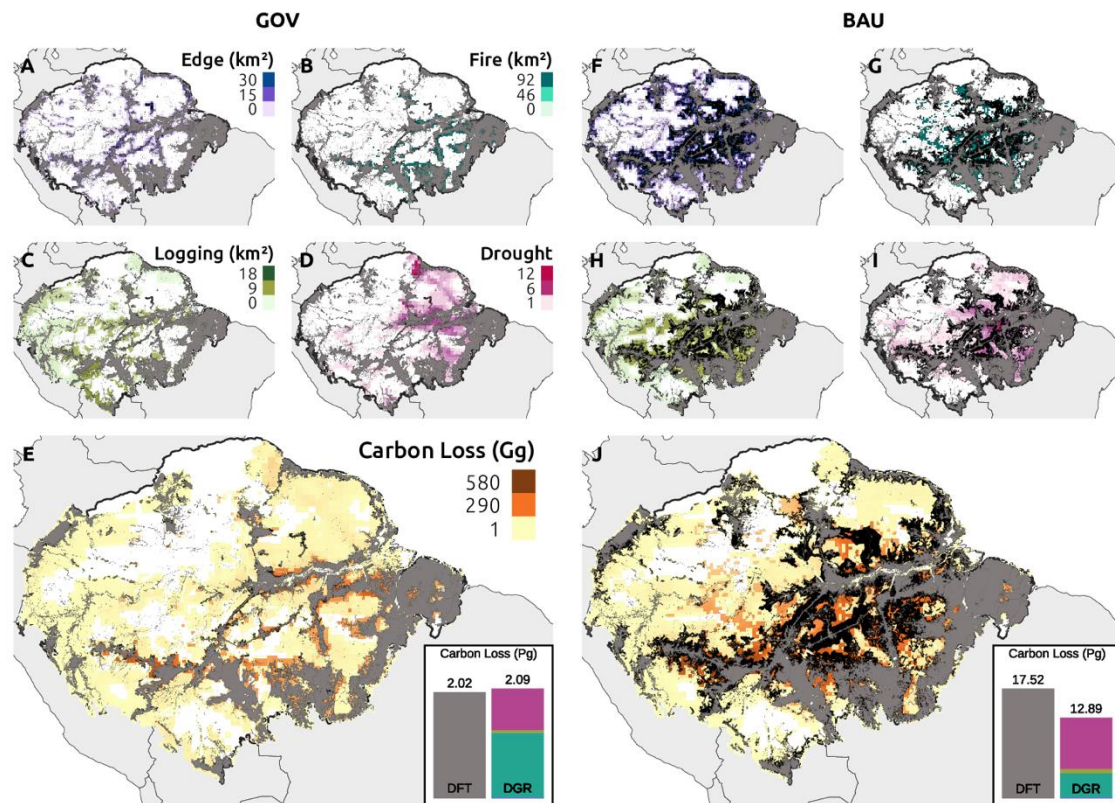 GOV
BAU
A
Edge (km²)
30
15
0
B
Fire (km²)
92
46
0
F
G
C
Logging (km²)
18
9
0
D
Drought
12
6
1
H
I
E
Carbon Loss (Gg)
580
290
1
J
Carbon Loss (Pg)
2.02
2.09
DFT
DGR
Carbon Loss (Pg)
17.52
12.89
DFT
DGR